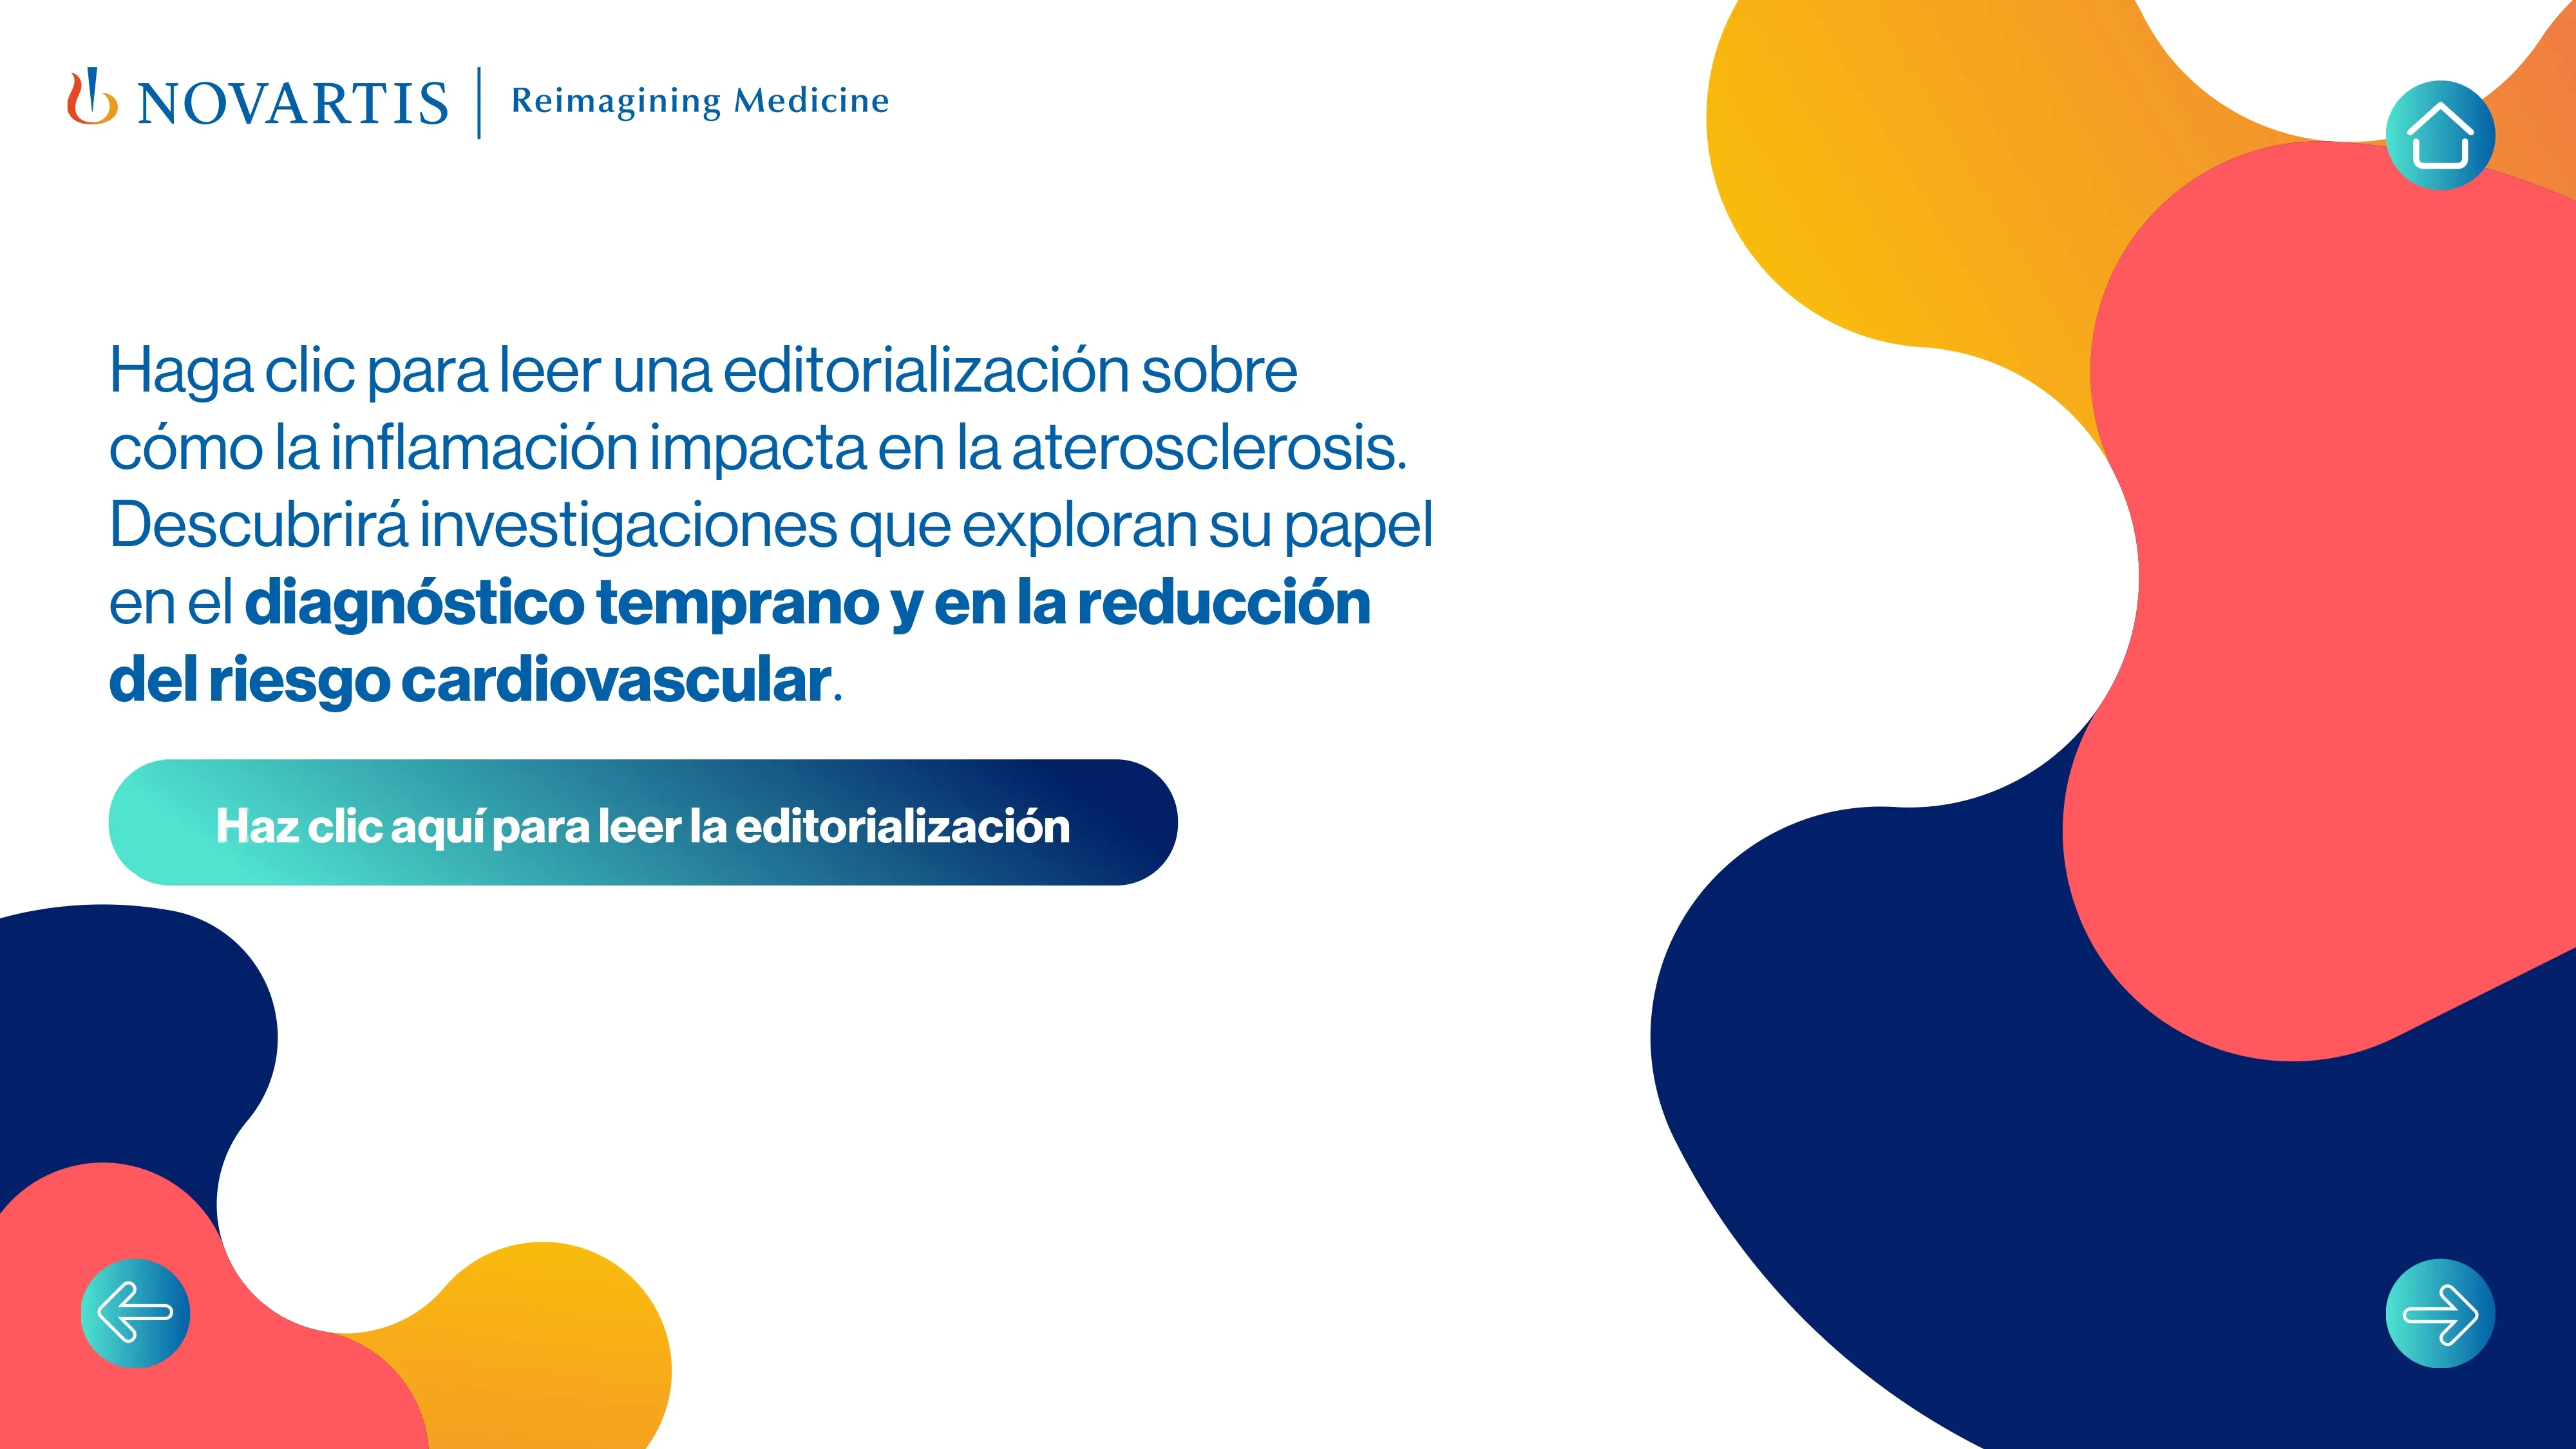 NOVARTIS | Reimagining Medicine
Haga clic para leer una editorialización sobre
cómo la inflamación impacta en la aterosclerosis.
Descubrirá investigaciones que exploran su papel
en el diagnóstico temprano y en la reducción
del riesgo cardiovascular.
Haz clic aquí para leer la editorialización